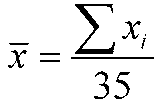 x̄ = ∑ xᵢ / 35